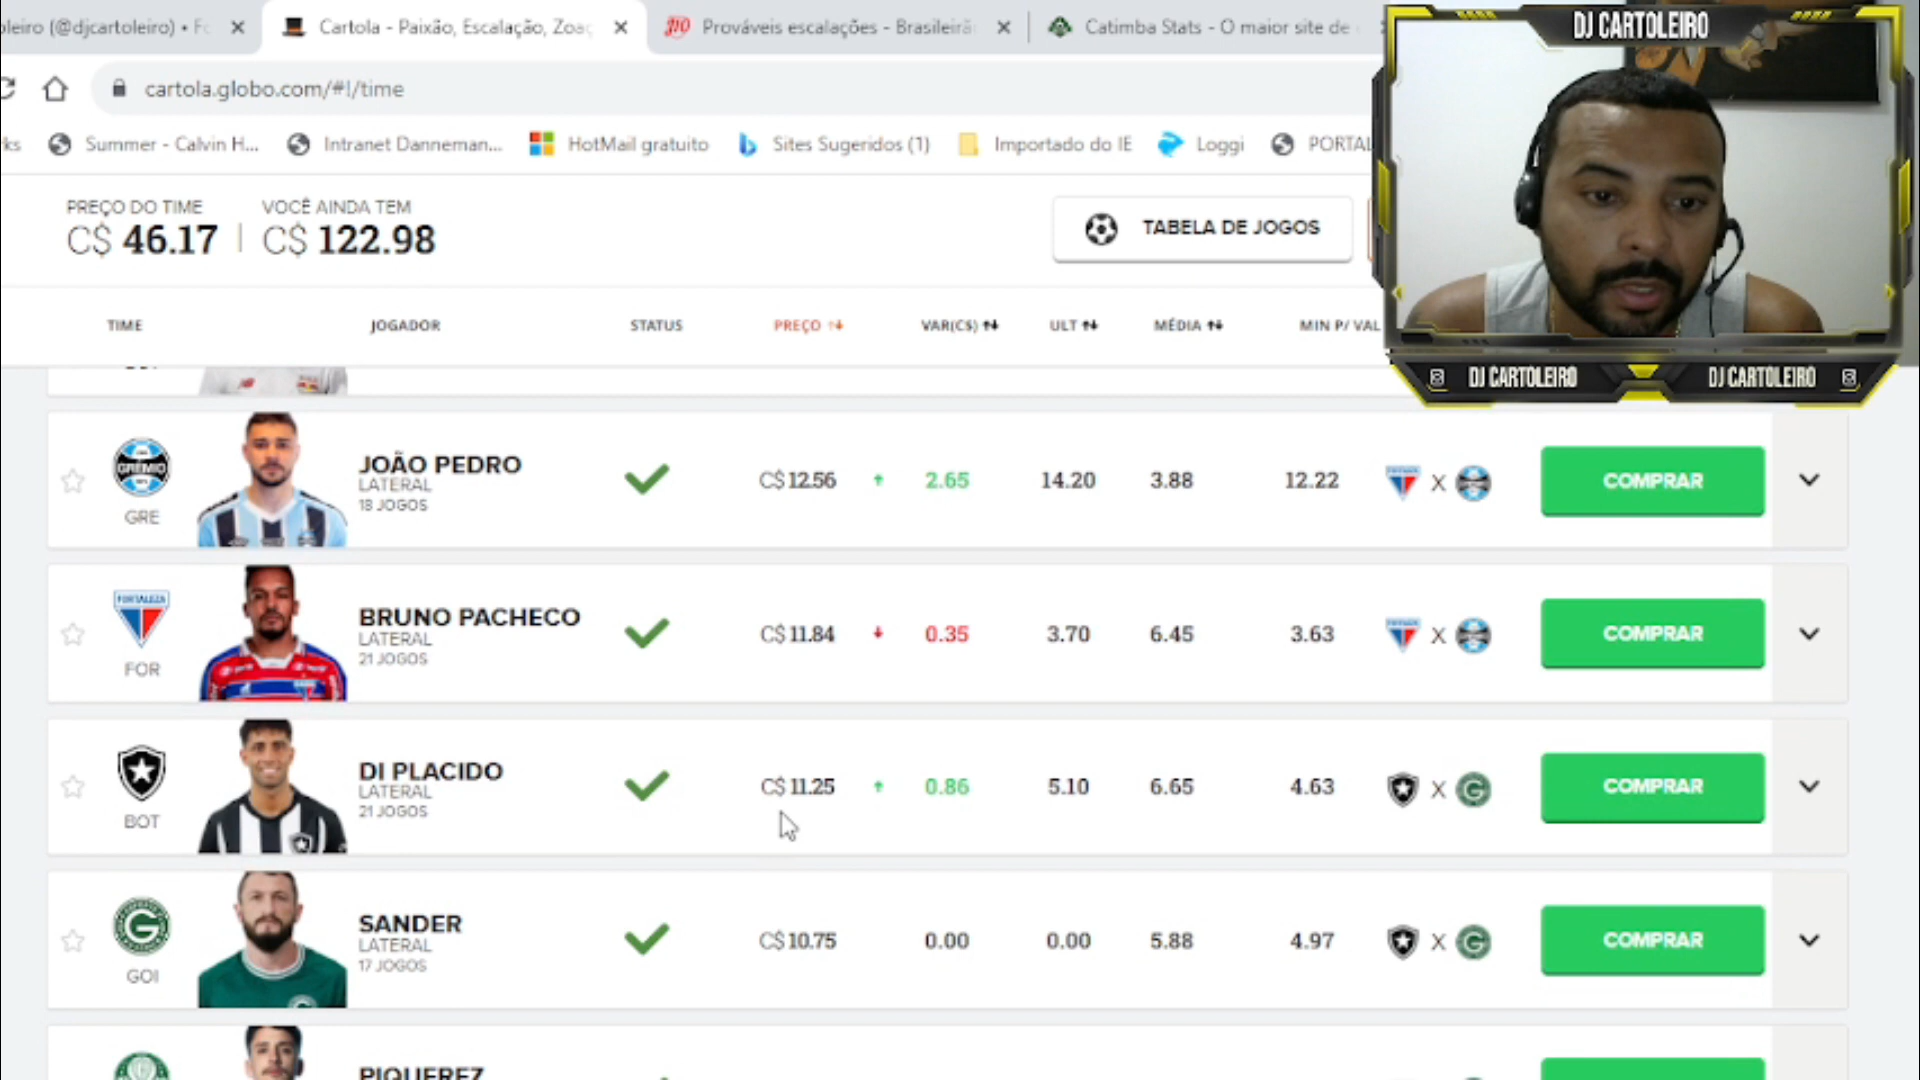 oleiro (@djcartoleiro) • Fo
Cartola - Paixão, Escalação, Zoaç
Prováveis escalações - Brasileirã
Catimba Stats - O maior site de
DJ CARTOLEIRO
cartola.globo.com/#!/time
ks
Summer - Calvin H...
Intranet Danneman...
HotMail gratuito
Sites Sugeridos (1)
Importado do IE
Loggi
PORTAL
PREÇO DO TIME
C$ 46.17
VOCÊ AINDA TEM
C$ 122.98
TABELA DE JOGOS
TIME JOGADOR STATUS PREÇO VAR(C$) ULT MÉDIA MIN P/ VAL
DJ CARTOLEIRO DJ CARTOLEIRO
GRE
JOÃO PEDRO
LATERAL
18 JOGOS
C$ 12.56 2.65 14.20 3.88 12.22 X COMPRAR
FORTALEZA
FOR
BRUNO PACHECO
LATERAL
21 JOGOS
C$ 11.84 0.35 3.70 6.45 3.63 X COMPRAR
BOT
DI PLACIDO
LATERAL
21 JOGOS
C$ 11.25 0.86 5.10 6.65 4.63 X COMPRAR
GOI
SANDER
LATERAL
17 JOGOS
C$ 10.75 0.00 0.00 5.88 4.97 X COMPRAR
PIQUEREZ